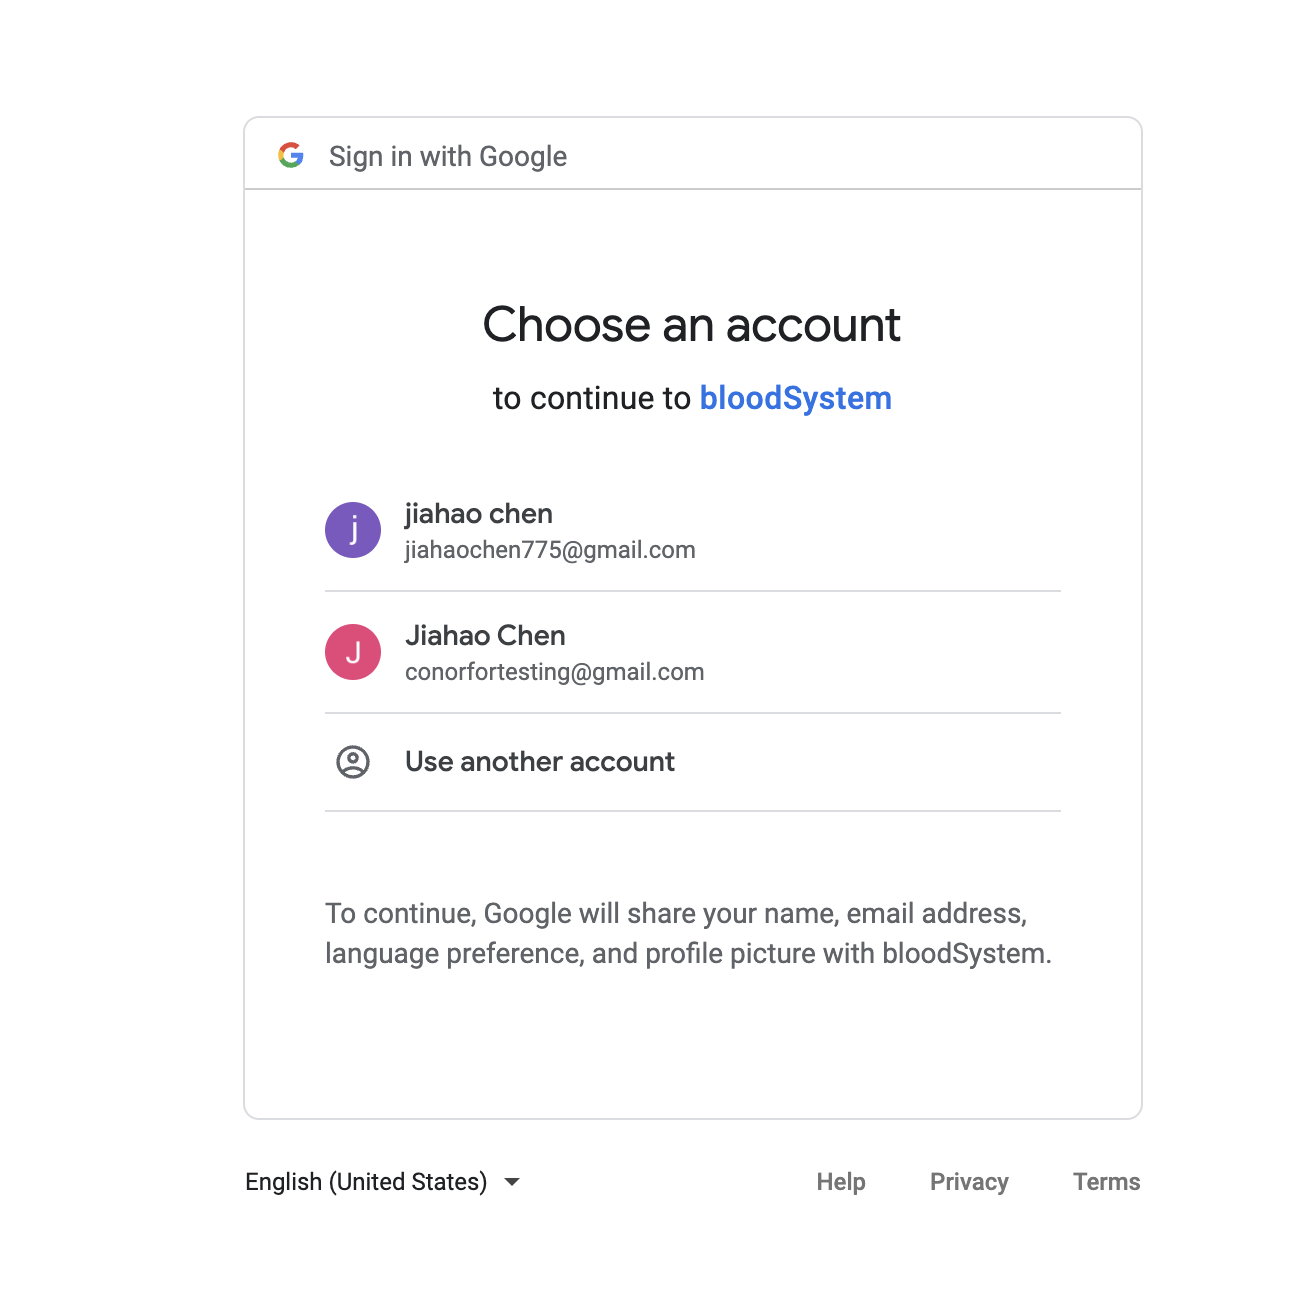 Sign in with Google
Choose an account
to continue to bloodSystem
j
jiahao chen
jiahaochen775@gmail.com
J
Jiahao Chen
conorfortesting@gmail.com
Use another account
To continue, Google will share your name, email address,
language preference, and profile picture with bloodSystem.
English (United States)
Help
Privacy
Terms